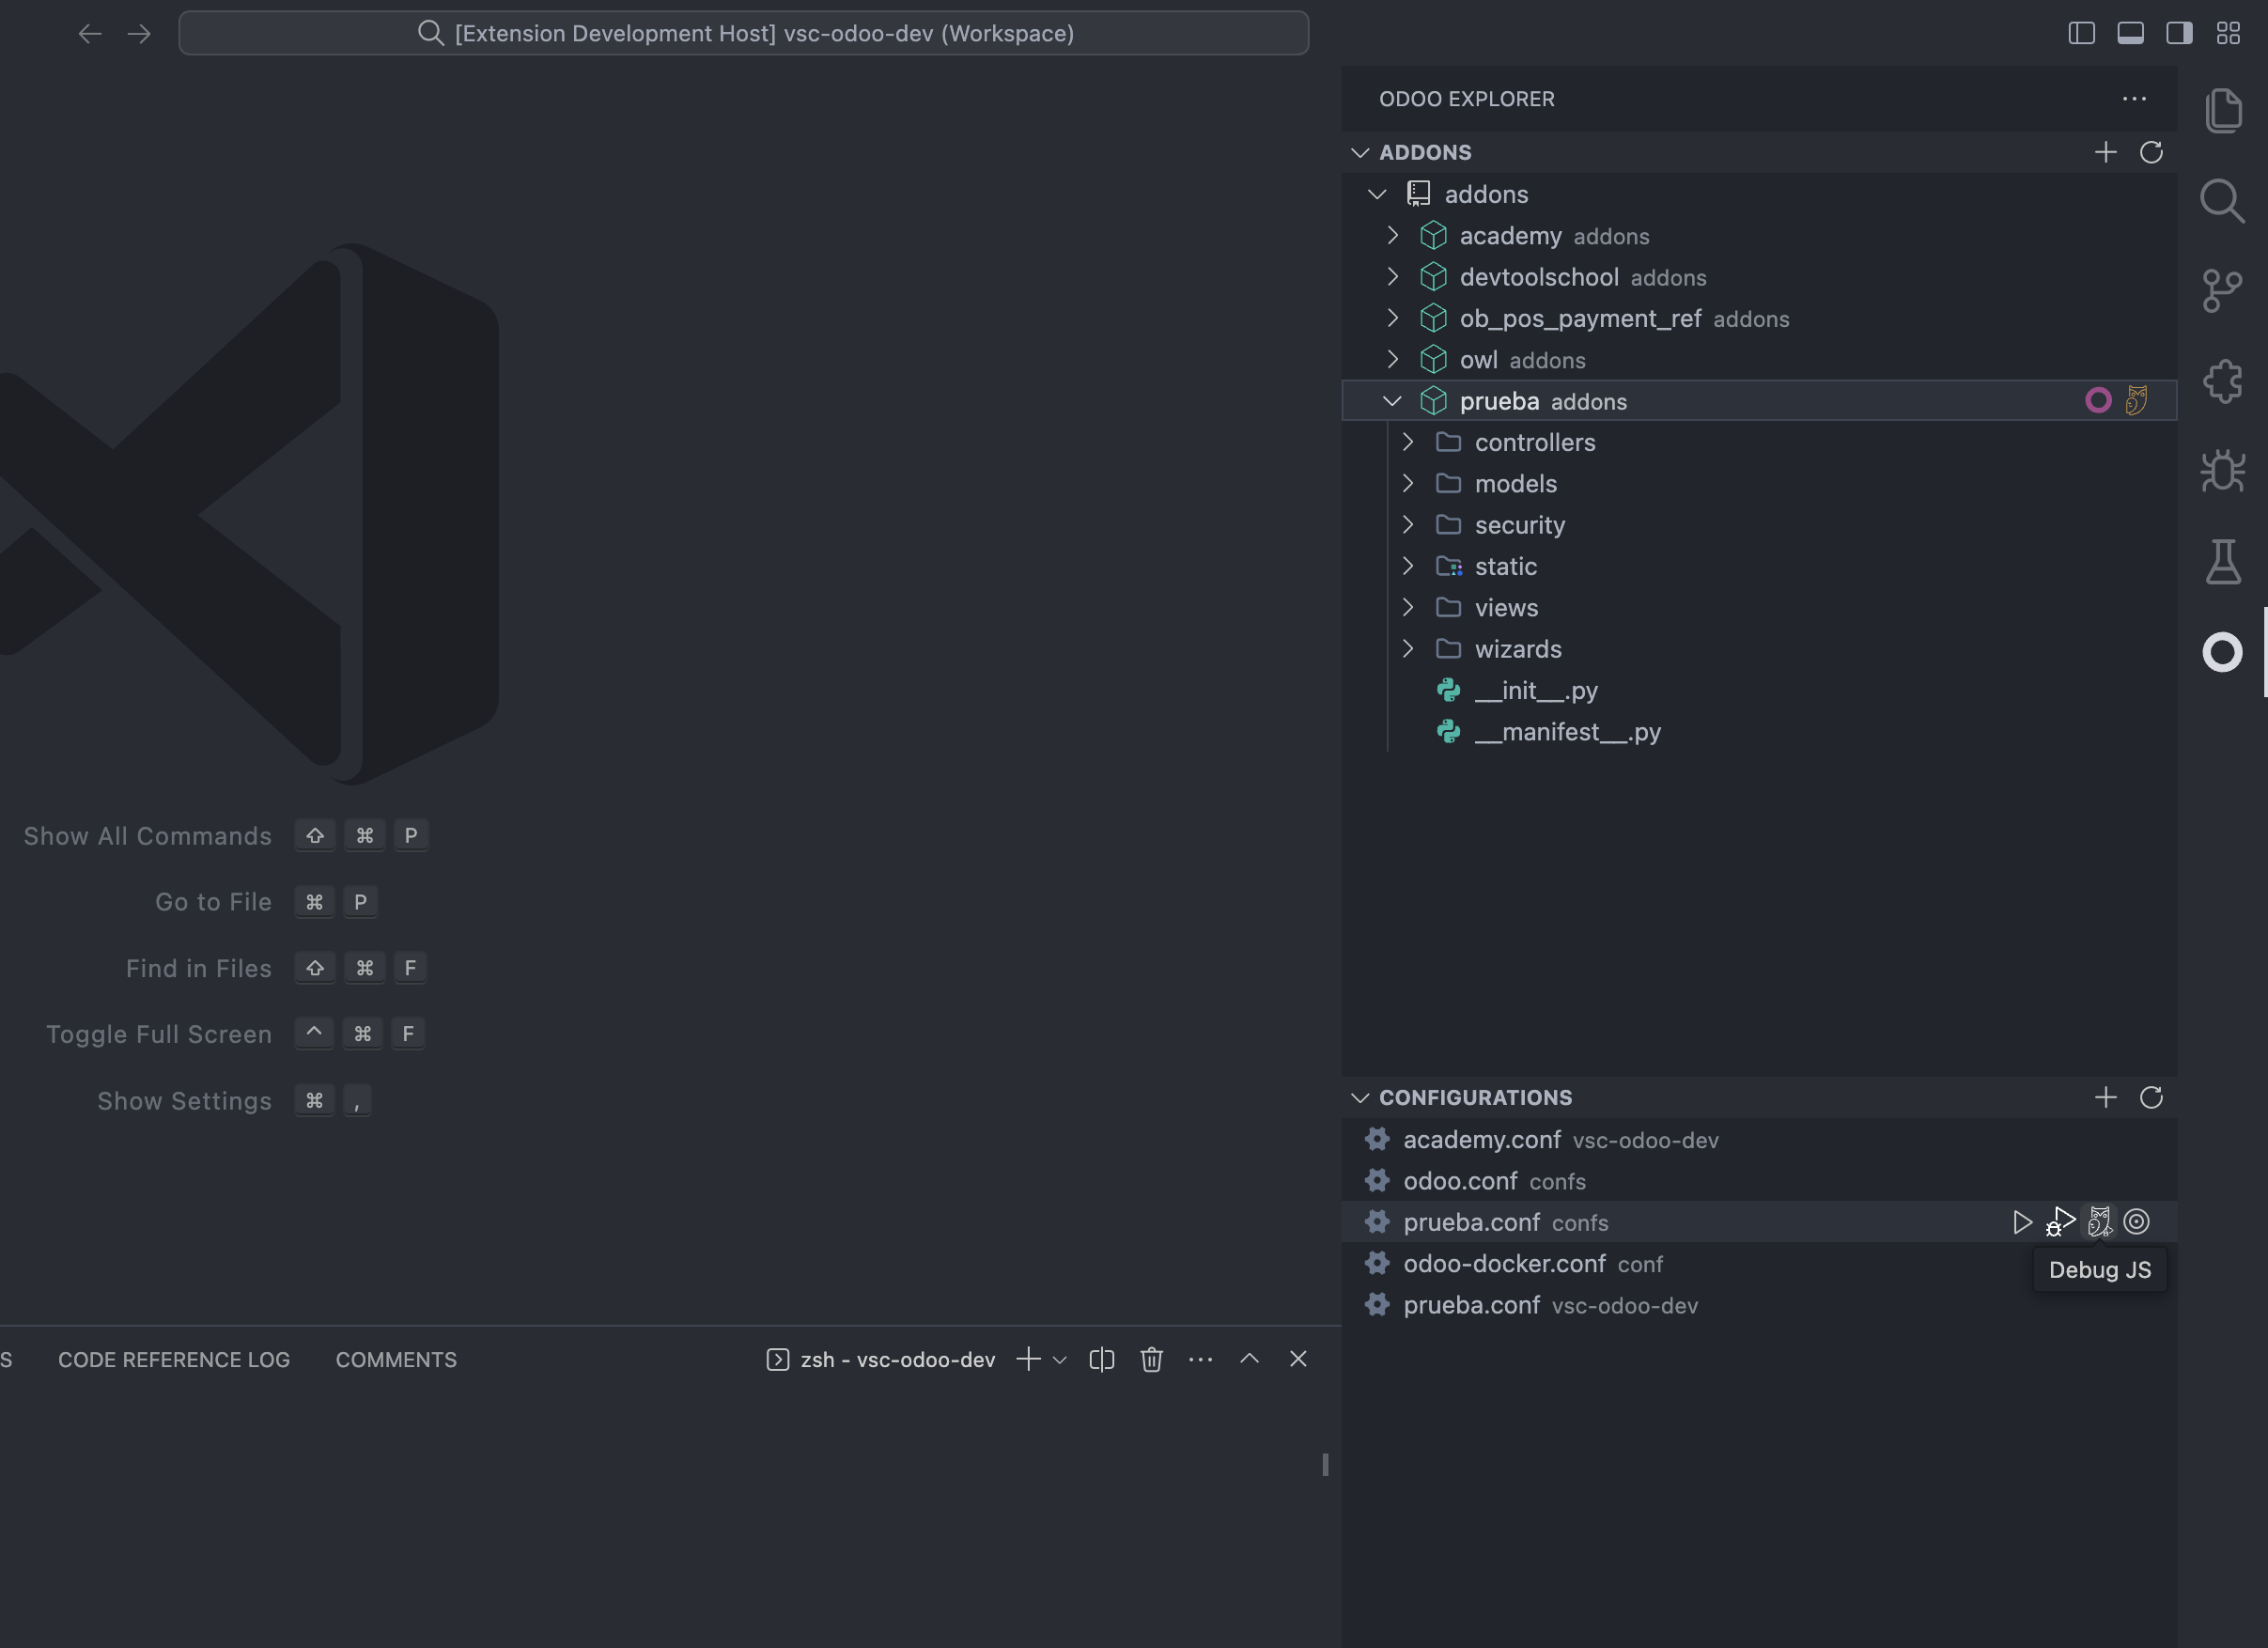 [Extension Development Host] vsc-odoo-dev (Workspace)
Show All Commands ⇧ ⌘ P
Go to File ⌘ P
Find in Files ⇧ ⌘ F
Toggle Full Screen ^ ⌘ F
Show Settings ⌘ ,
S CODE REFERENCE LOG COMMENTS zsh - vsc-odoo-dev
ODOO EXPLORER
ADDONS
addons
academy addons
devtoolschool addons
ob_pos_payment_ref addons
owl addons
prueba addons
controllers
models
security
static
views
wizards
__init__.py
__manifest__.py
CONFIGURATIONS
academy.conf vsc-odoo-dev
odoo.conf confs
prueba.conf confs
odoo-docker.conf conf
Debug JS
prueba.conf vsc-odoo-dev